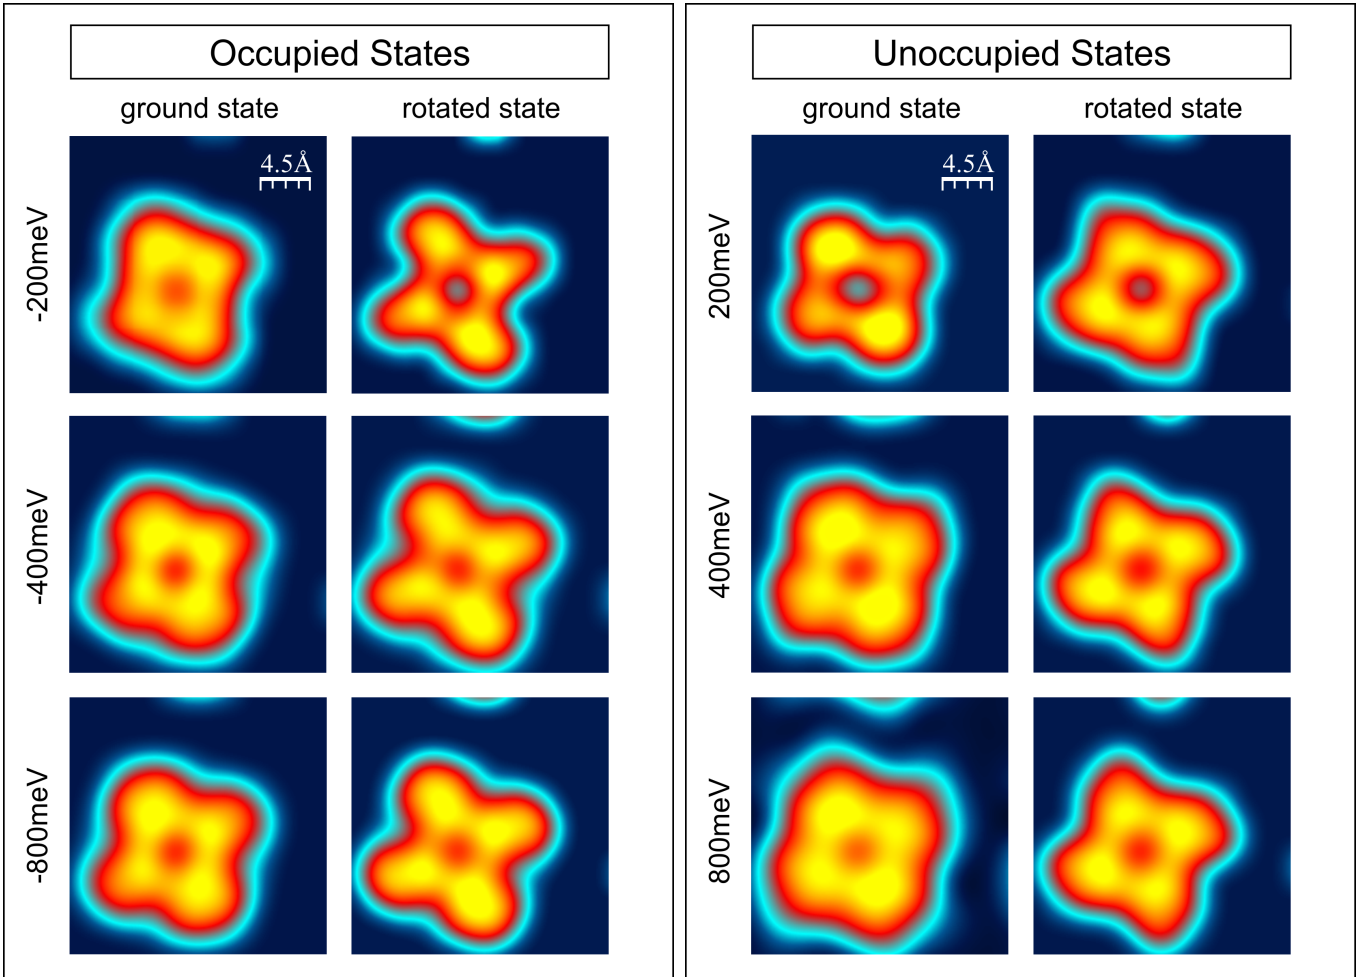 Occupied States
ground state rotated state
4.5Å
-200meV
-400meV
-800meV
Unoccupied States
ground state rotated state
4.5Å
200meV
400meV
800meV